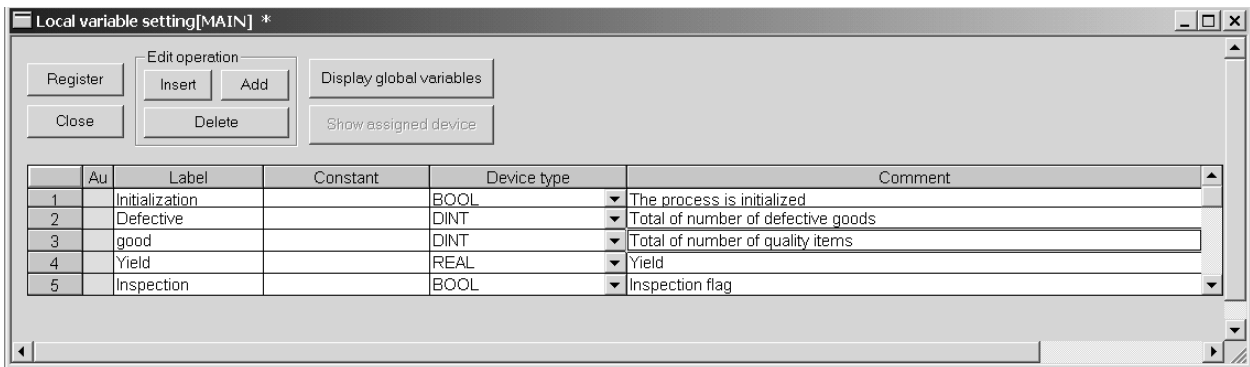 Local variable setting[MAIN] *
Edit operation
Register Insert Add Display global variables
Close Delete Show assigned device
Au Label Constant Device type Comment
1 Initialization BOOL The process is initialized
2 Defective DINT Total of number of defective goods
3 good DINT Total of number of quality items
4 Yield REAL Yield
5 Inspection BOOL Inspection flag